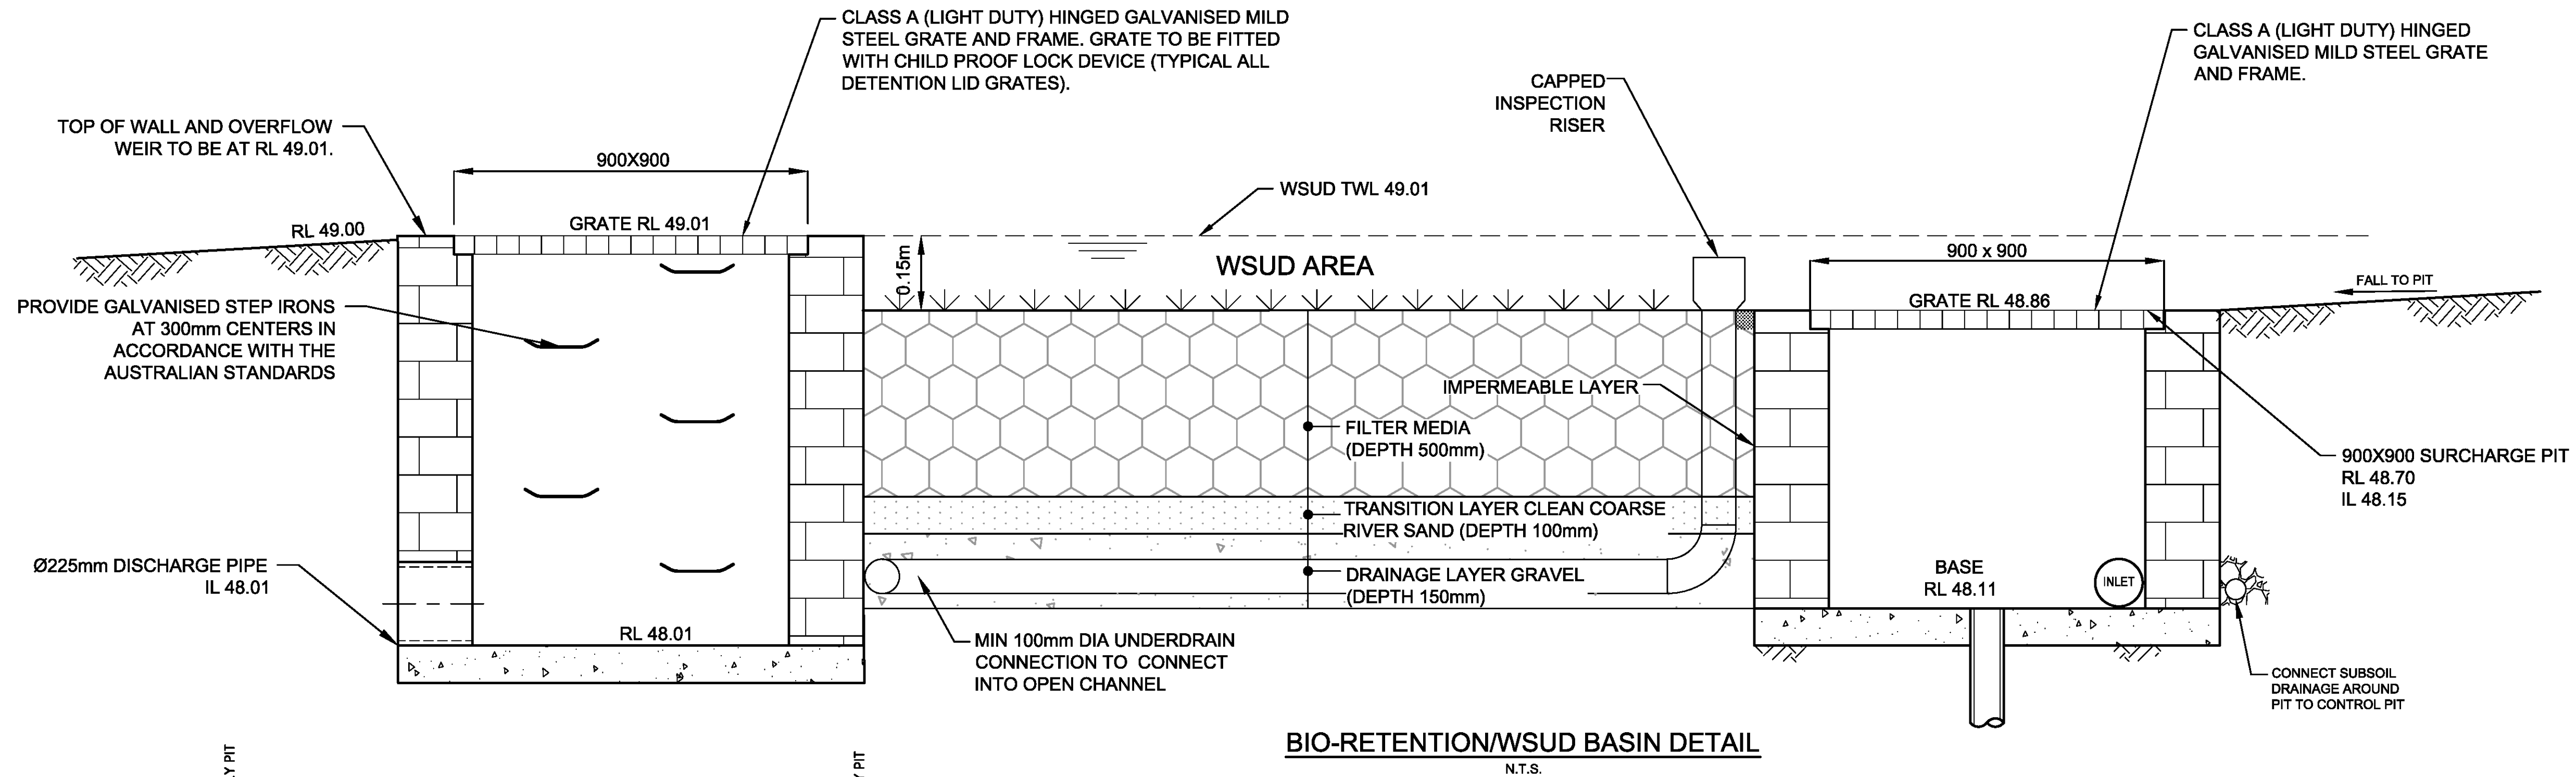 CLASS A (LIGHT DUTY) HINGED GALVANISED MILD
STEEL GRATE AND FRAME. GRATE TO BE FITTED
WITH CHILD PROOF LOCK DEVICE (TYPICAL ALL
DETENTION LID GRATES).
CLASS A (LIGHT DUTY) HINGED
GALVANISED MILD STEEL GRATE
AND FRAME.
CAPPED
INSPECTION
RISER
TOP OF WALL AND OVERFLOW
WEIR TO BE AT RL 49.01.
900X900
WSUD TWL 49.01
RL 49.00
GRATE RL 49.01
0.15m
WSUD AREA
900 x 900
FALL TO PIT
GRATE RL 48.86
PROVIDE GALVANISED STEP IRONS
AT 300mm CENTERS IN
ACCORDANCE WITH THE
AUSTRALIAN STANDARDS
IMPERMEABLE LAYER
FILTER MEDIA
(DEPTH 500mm)
900X900 SURCHARGE PIT
RL 48.70
IL 48.15
TRANSITION LAYER CLEAN COARSE
RIVER SAND (DEPTH 100mm)
Ø225mm DISCHARGE PIPE
IL 48.01
DRAINAGE LAYER GRAVEL
(DEPTH 150mm)
BASE
RL 48.11
INLET
RL 48.01
MIN 100mm DIA UNDERDRAIN
CONNECTION TO CONNECT
INTO OPEN CHANNEL
CONNECT SUBSOIL
DRAINAGE AROUND
PIT TO CONTROL PIT
BIO-RETENTION/WSUD BASIN DETAIL
N.T.S.
Y PIT
Y PIT